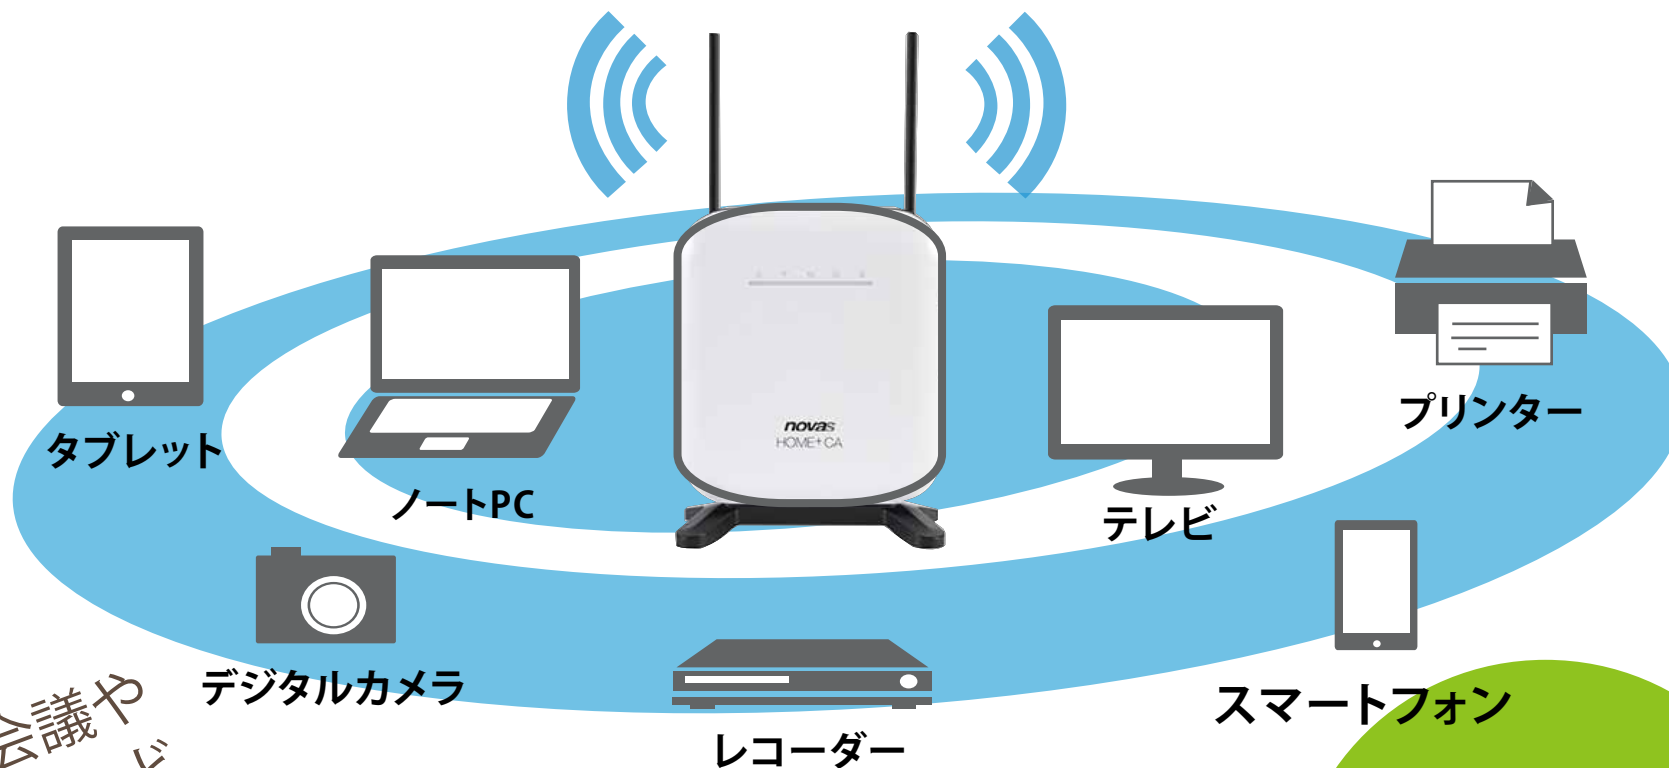 novas
HOME+CA
プリンター
タブレット
ノートPC
テレビ
デジタルカメラ
スマートフォン
レコーダー
会議や
ど